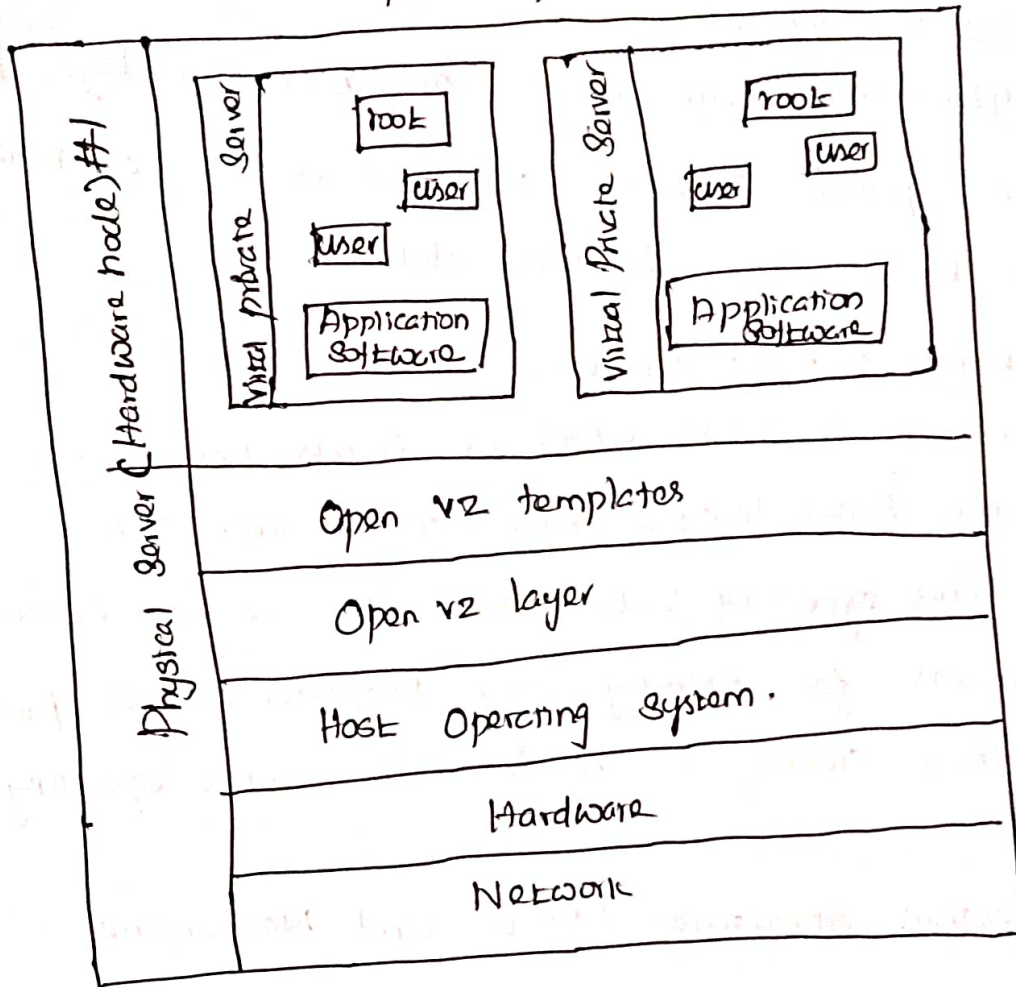 Physical Server (Hardware node) #1
Virtual private Server
root
user
user
Application
Software
Virtual Private Server
root
user
user
Application
Software
Open VZ templates
Open VZ layer
Host Operating System.
Hardware
Network